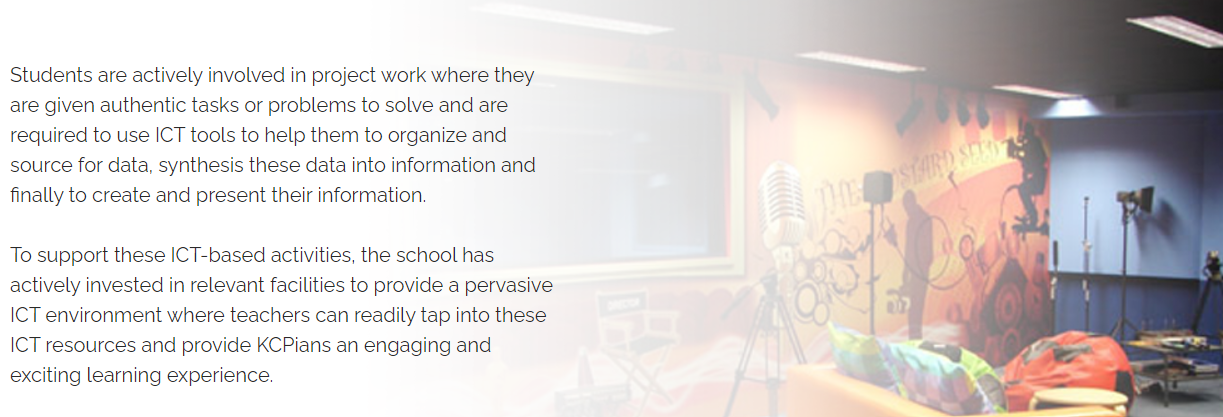 Students are actively involved in project work where they
are given authentic tasks or problems to solve and are
required to use ICT tools to help them to organize and
source for data, synthesis these data into information and
finally to create and present their information.
To support these ICT-based activities, the school has
actively invested in relevant facilities to provide a pervasive
ICT environment where teachers can readily tap into these
ICT resources and provide KCPians an engaging and
exciting learning experience.
THE
SEED
DIRECTOR